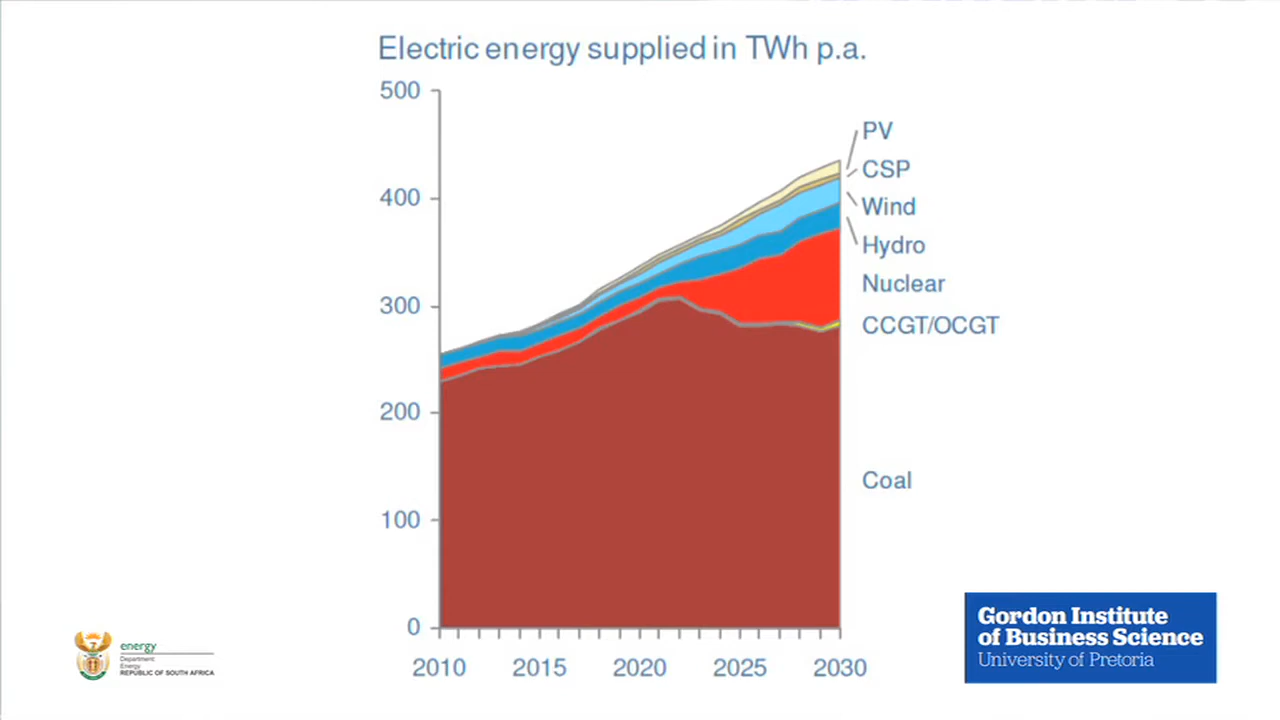 Electric energy supplied in TWh p.a.
500
400
300
200
100
0
2010
2015
2020
2025
2030
PV
CSP
Wind
Hydro
Nuclear
CCGT/OCGT
Coal
energy
Department:
Energy
REPUBLIC OF SOUTH AFRICA
Gordon Institute
of Business Science
University of Pretoria